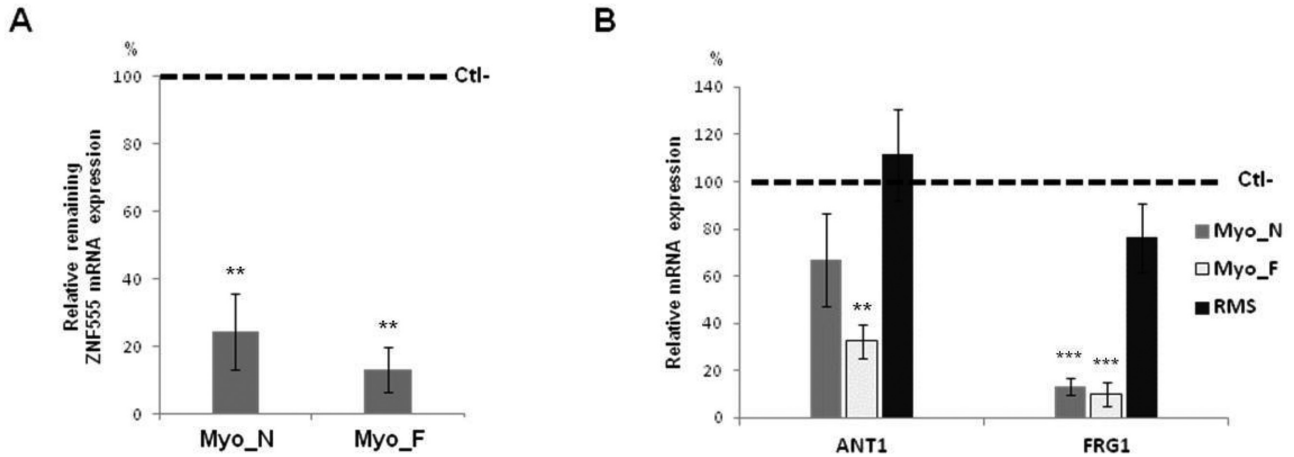 A
%
100
80
60
40
20
0
Relative remaining
ZNF555 mRNA expression
Ctl-
**
**
Myo_N
Myo_F
B
%
140
120
100
80
60
40
20
0
Relative mRNA expression
Ctl-
**
***
***
ANT1
FRG1
Myo_N
Myo_F
RMS